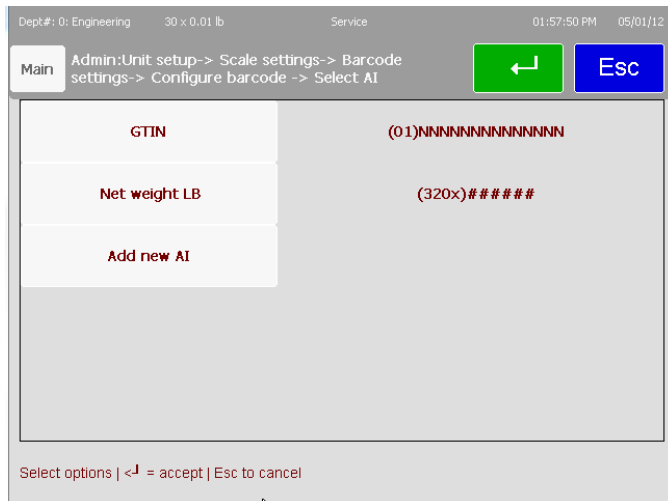 Dept#: 0: Engineering 30 x 0.01 lb Service 01:57:50 PM 05/01/12
Main
Admin:Unit setup-> Scale settings-> Barcode
settings-> Configure barcode -> Select AI
Esc
GTIN (01)NNNNNNNNNNNNNN
Net weight LB (320x)######
Add new AI
Select options | <┘ = accept | Esc to cancel